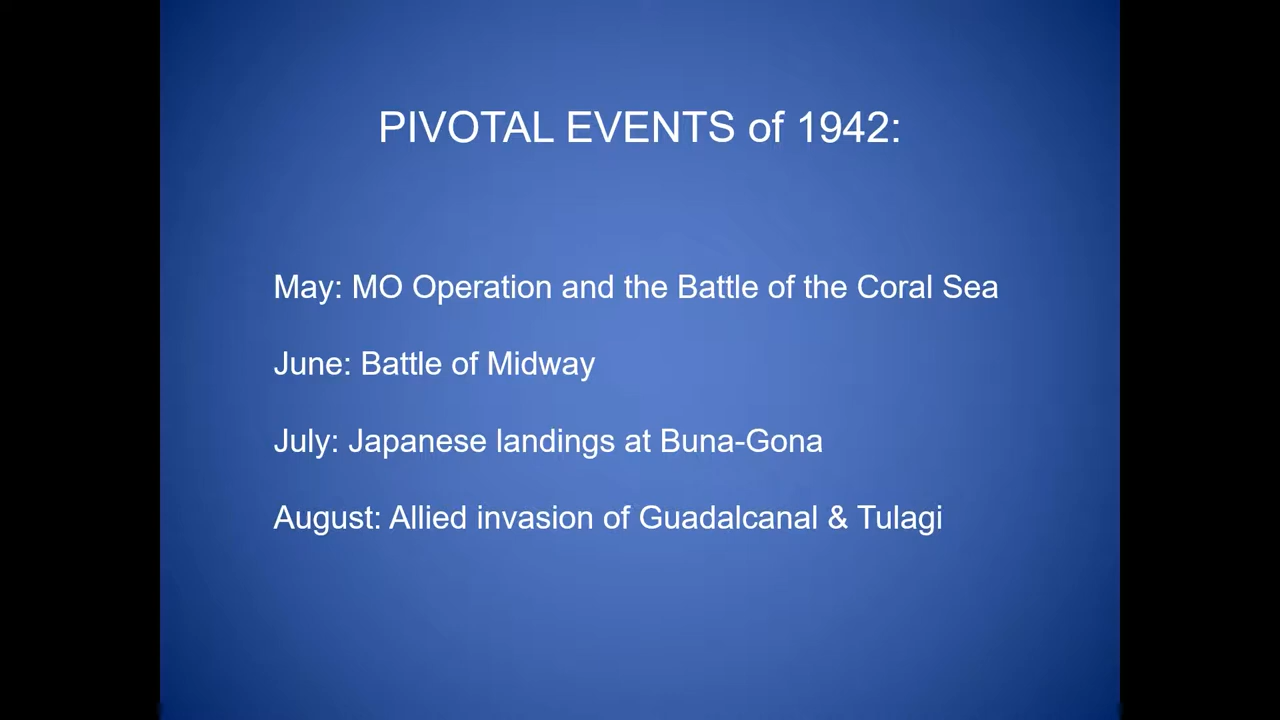 PIVOTAL EVENTS of 1942:
May: MO Operation and the Battle of the Coral Sea
June: Battle of Midway
July: Japanese landings at Buna-Gona
August: Allied invasion of Guadalcanal & Tulagi